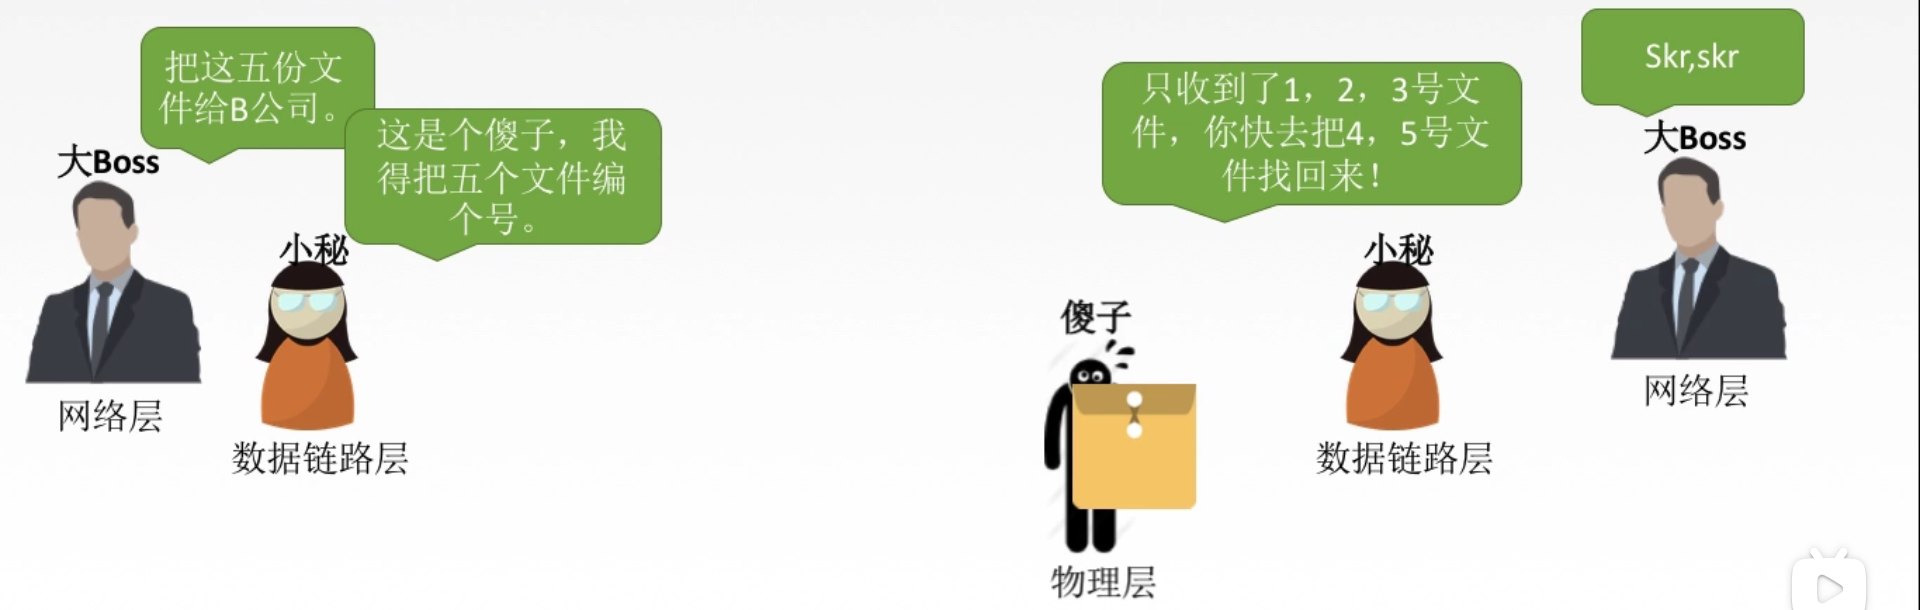 把这五份文
件给B公司。
大Boss
这是个傻子，我
得把五个文件编
个号。
小秘
网络层
数据链路层
只收到了1，2，3号文
件，你快去把4，5号文
件找回来！
Skr,skr
大Boss
小秘
傻子
网络层
数据链路层
物理层